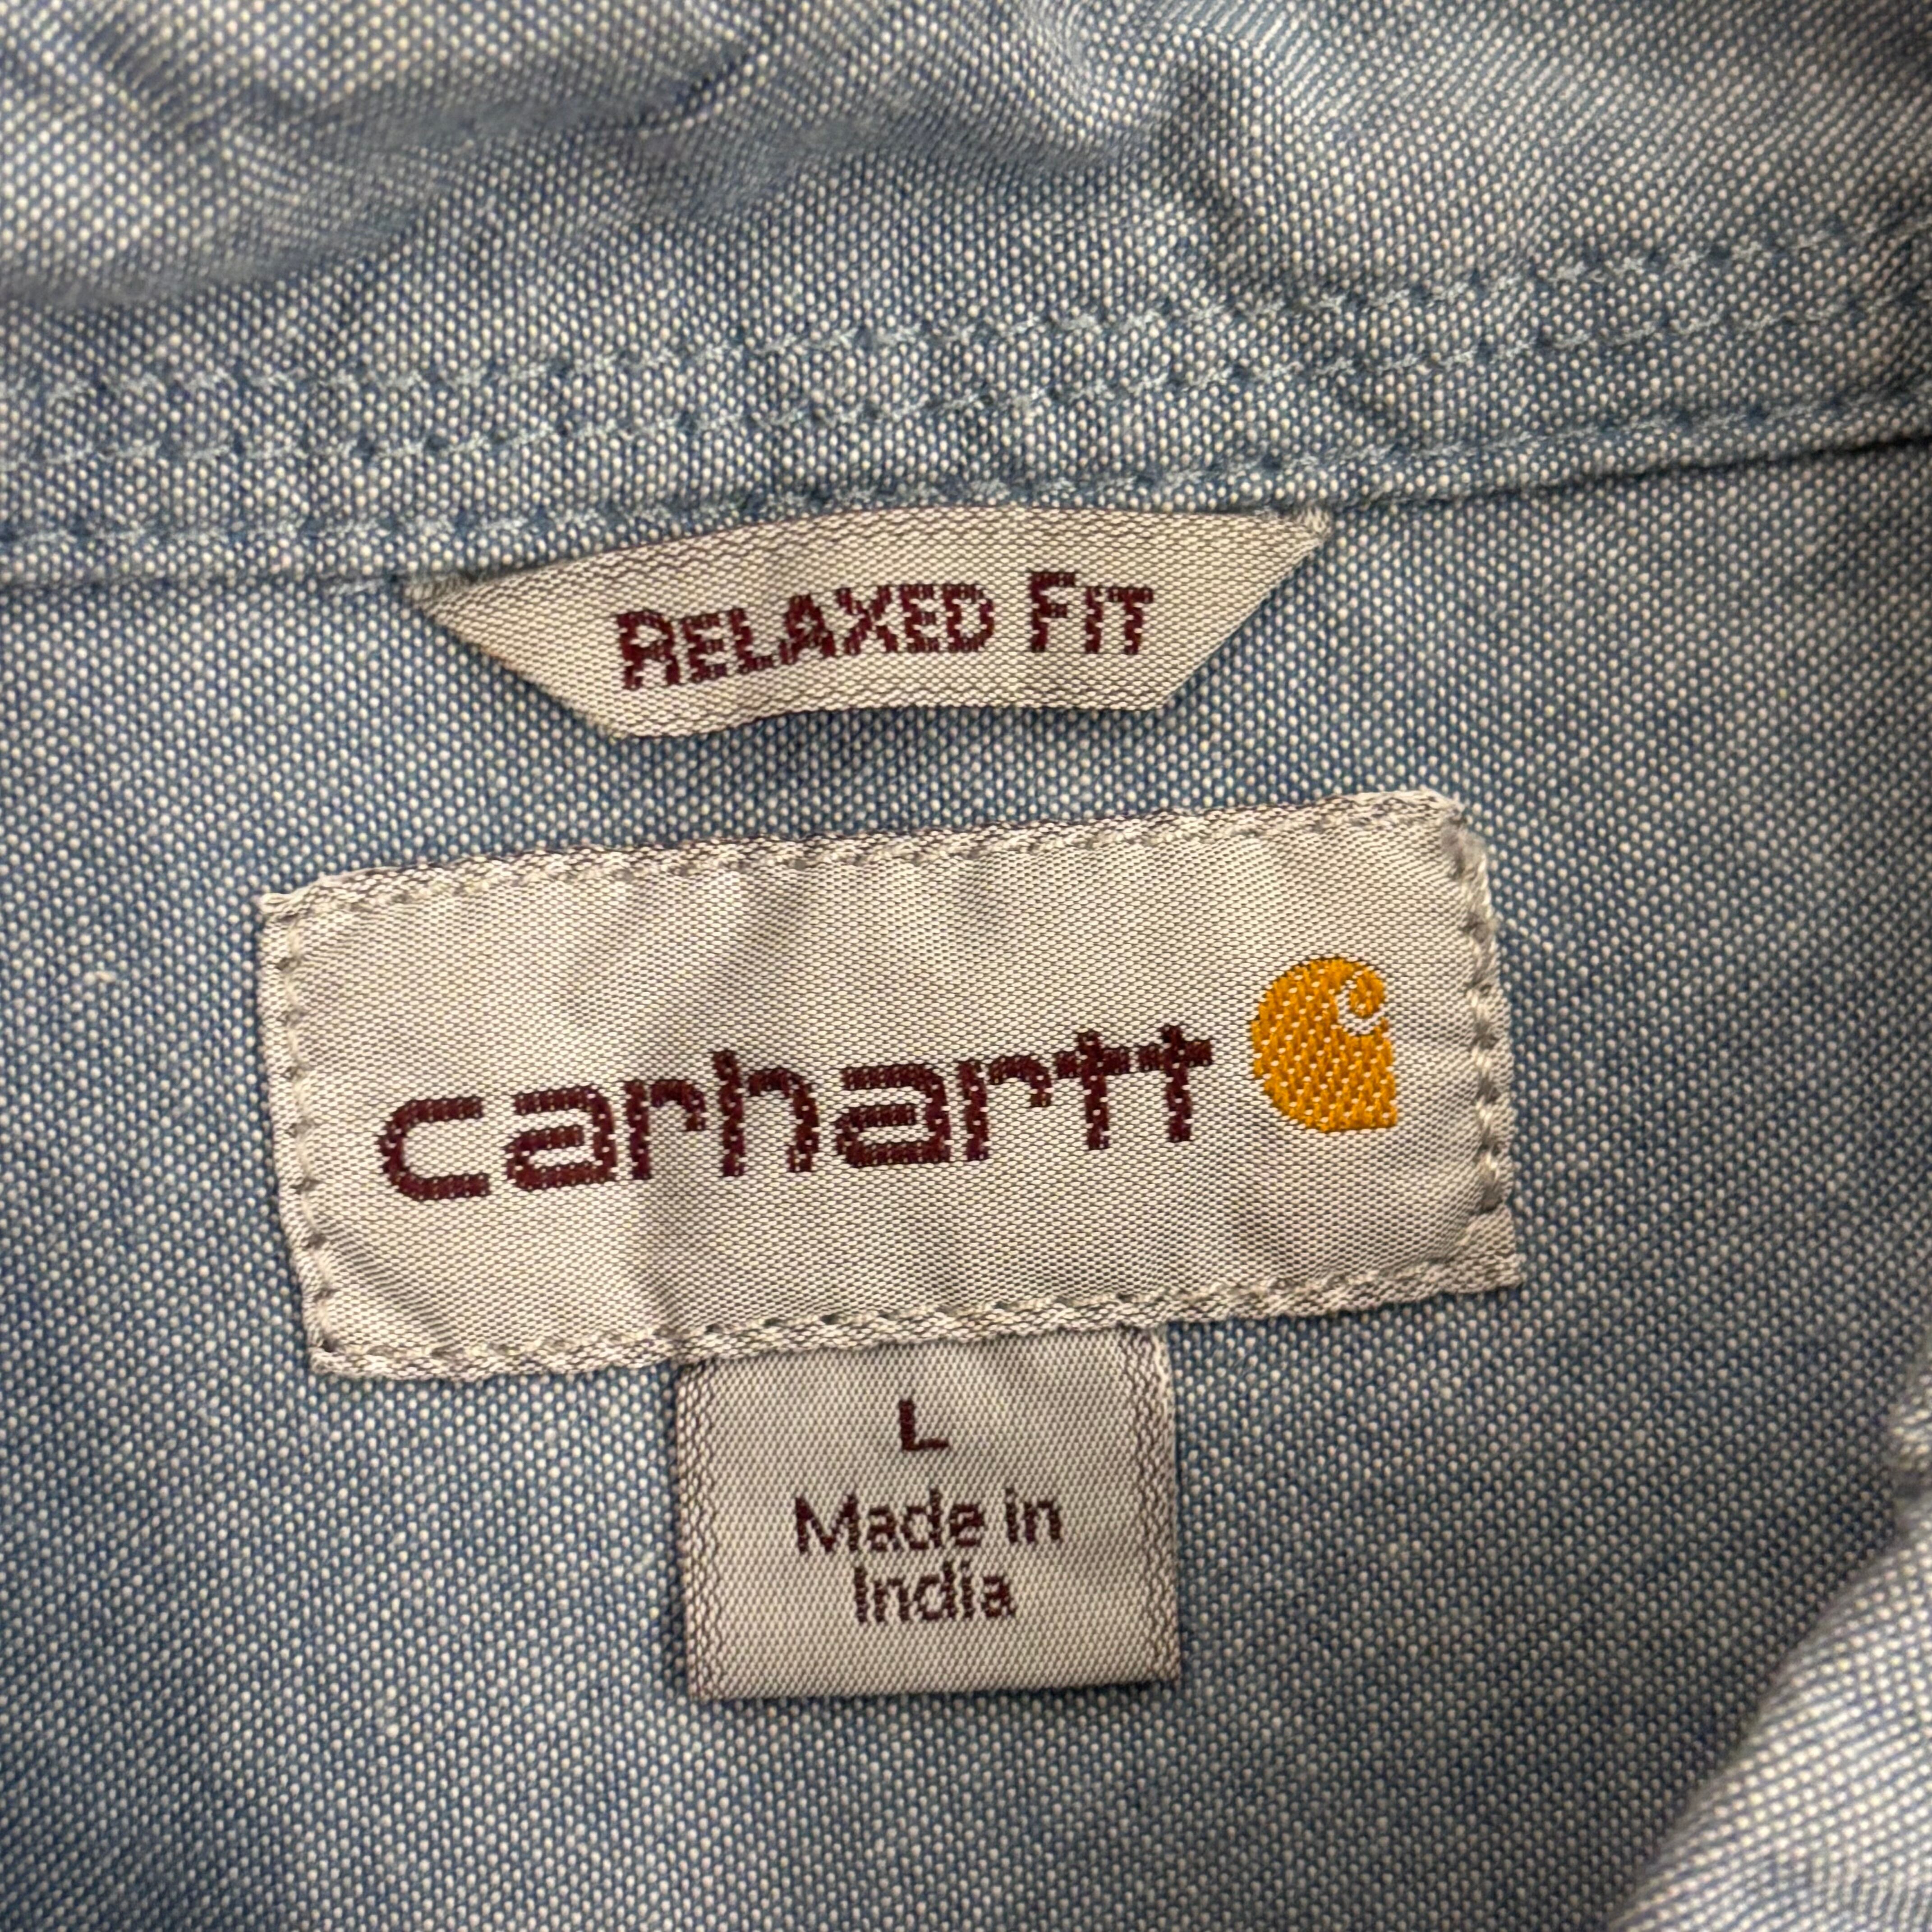 RELAXED FIT
carhartt
L
Made in
India